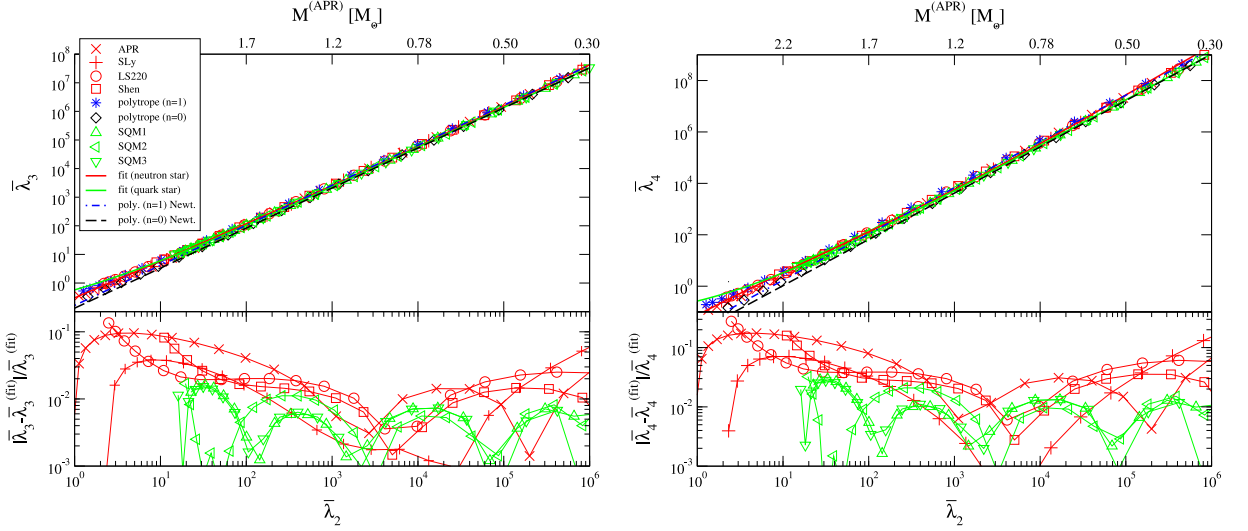 M^(APR) [M_⊙]
1.7 1.2 0.78 0.50 0.30
10^8
10^7
10^6
10^5
10^4
10^3
10^2
10^1
10^0
λ̄_3
APR
SLy
LS220
Shen
polytrope (n=1)
polytrope (n=0)
SQM1
SQM2
SQM3
fit (neutron star)
fit (quark star)
poly. (n=1) Newt.
poly. (n=0) Newt.
10^-1
10^-2
10^-3
|λ̄_3-λ̄_3^(fit)|/λ̄_3^(fit)
10^0 10^1 10^2 10^3 10^4 10^5 10^6
λ̄_2
M^(APR) [M_⊙]
2.2 1.7 1.2 0.78 0.50 0.30
10^8
10^6
10^4
10^2
10^0
λ̄_4
10^-1
10^-2
10^-3
|λ̄_4-λ̄_4^(fit)|/λ̄_4^(fit)
10^0 10^1 10^2 10^3 10^4 10^5 10^6
λ̄_2